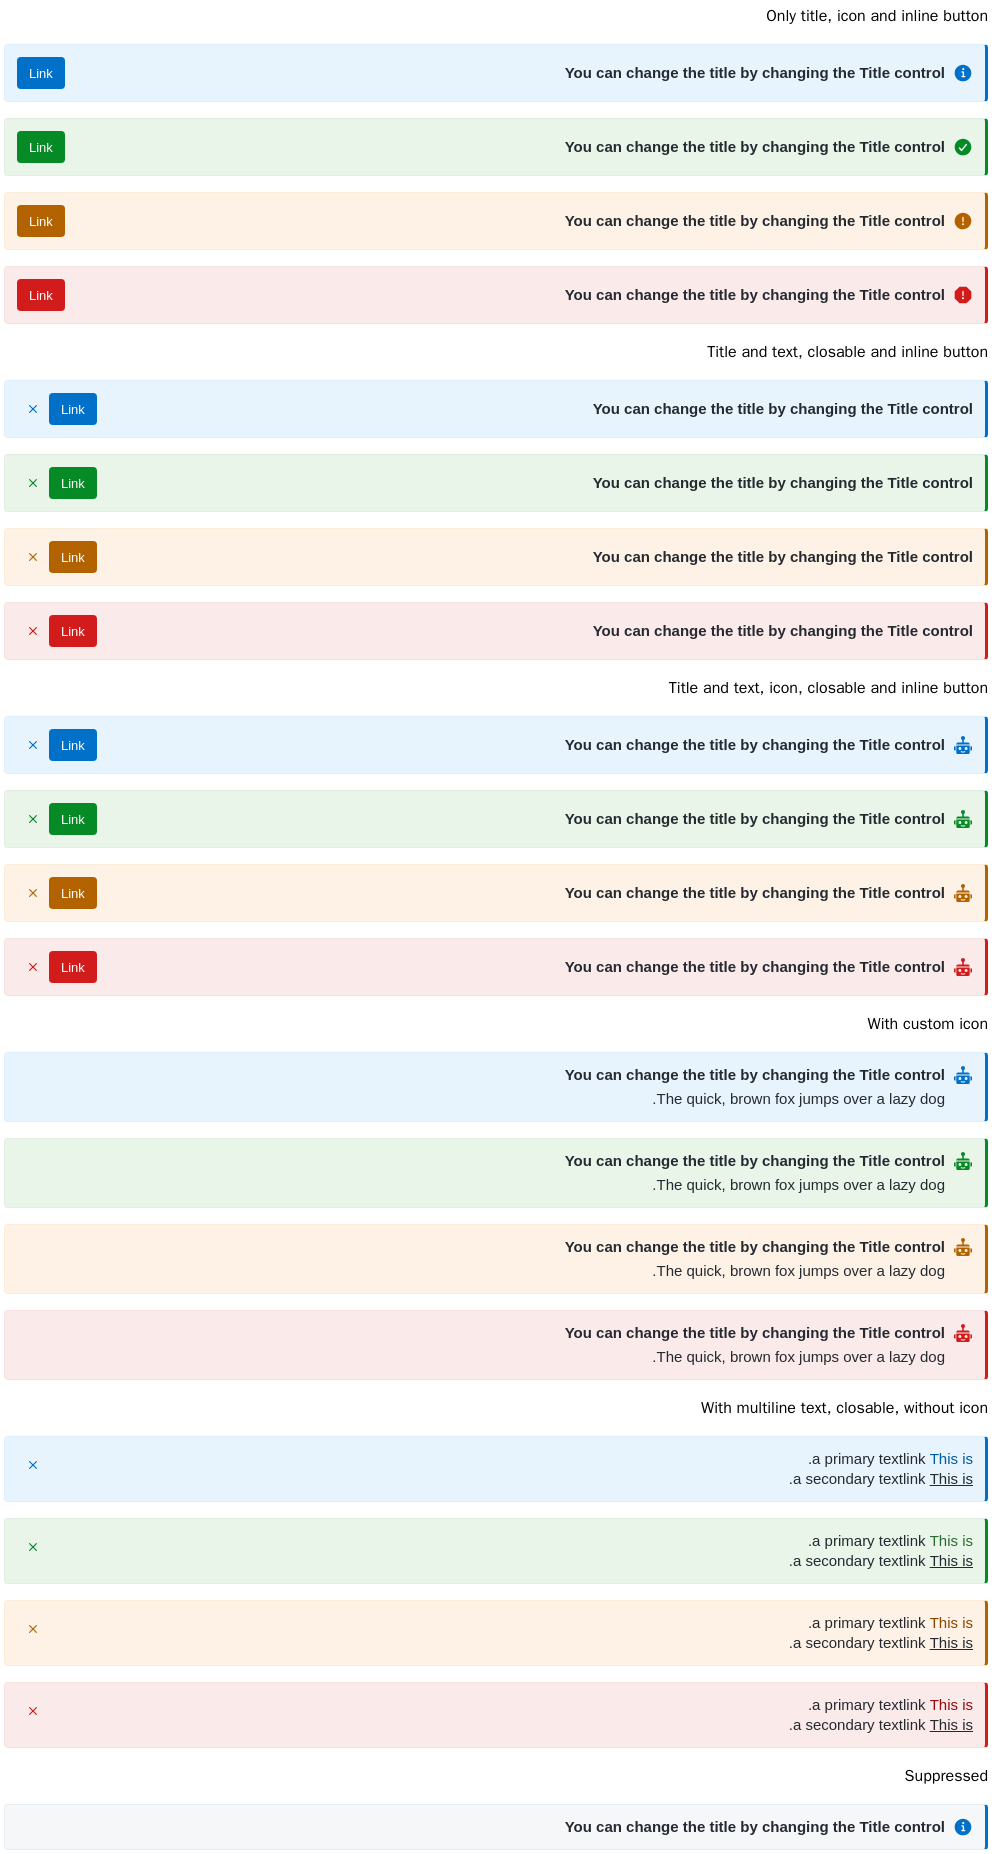 Only title, icon and inline button
You can change the title by changing the Title control Link
You can change the title by changing the Title control Link
You can change the title by changing the Title control Link
You can change the title by changing the Title control Link
Title and text, closable and inline button
You can change the title by changing the Title control Link
You can change the title by changing the Title control Link
You can change the title by changing the Title control Link
You can change the title by changing the Title control Link
Title and text, icon, closable and inline button
You can change the title by changing the Title control Link
You can change the title by changing the Title control Link
You can change the title by changing the Title control Link
You can change the title by changing the Title control Link
With custom icon
You can change the title by changing the Title control
.The quick, brown fox jumps over a lazy dog
You can change the title by changing the Title control
.The quick, brown fox jumps over a lazy dog
You can change the title by changing the Title control
.The quick, brown fox jumps over a lazy dog
You can change the title by changing the Title control
.The quick, brown fox jumps over a lazy dog
With multiline text, closable, without icon
.a primary textlink This is
.a secondary textlink This is
.a primary textlink This is
.a secondary textlink This is
.a primary textlink This is
.a secondary textlink This is
.a primary textlink This is
.a secondary textlink This is
Suppressed
You can change the title by changing the Title control